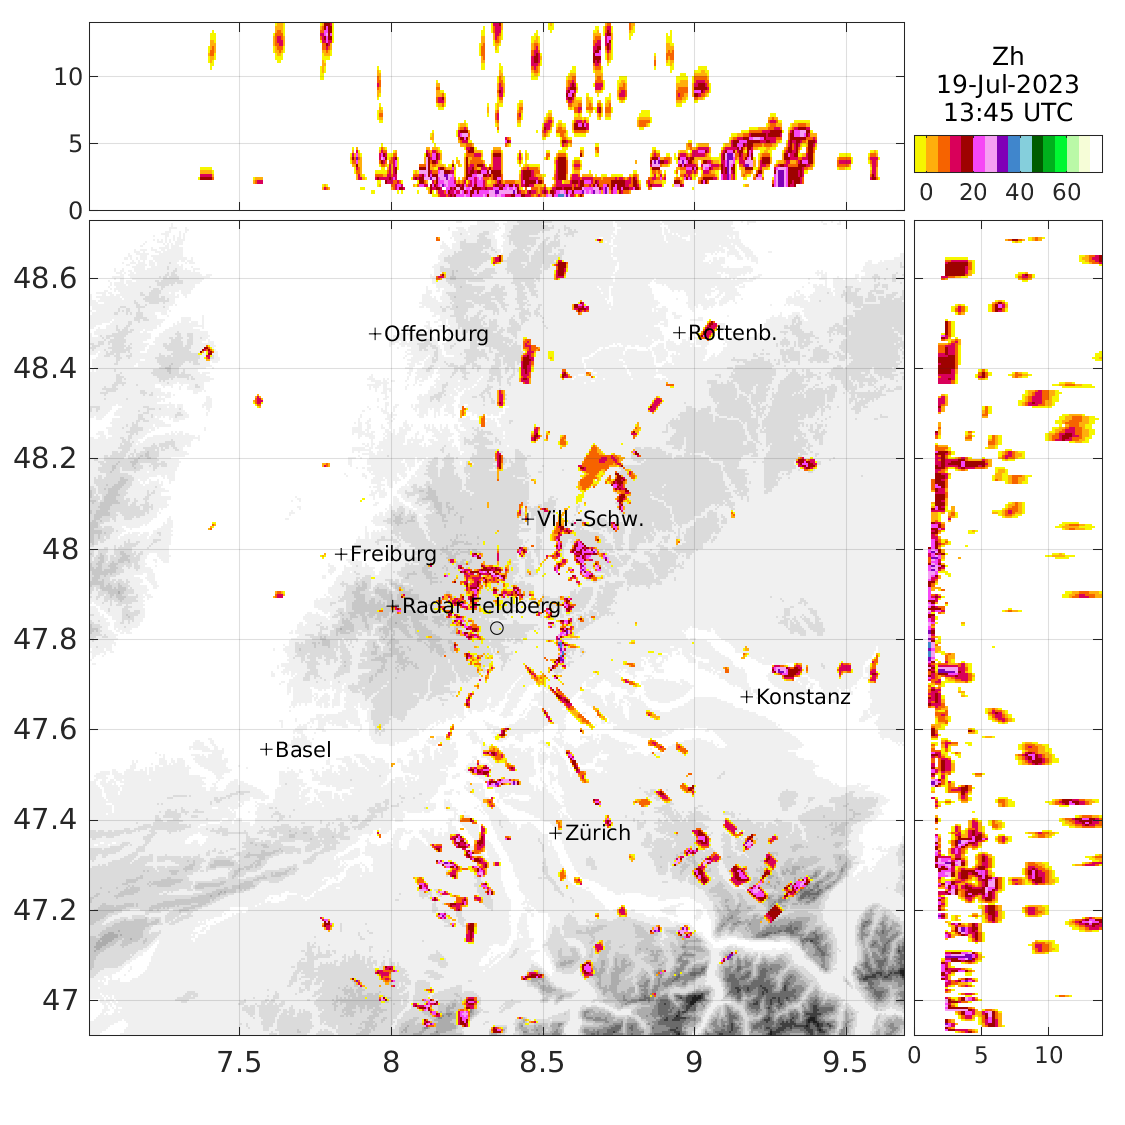 10
5
0
Zh
19-Jul-2023
13:45 UTC
0 20 40 60
48.6
48.4
48.2
48
47.8
47.6
47.4
47.2
47
+Offenburg
+Rottenb.
+Vill.-Schw.
+Freiburg
+Radar Feldberg
+Konstanz
+Basel
+Zürich
7.5 8 8.5 9 9.5
0 5 10